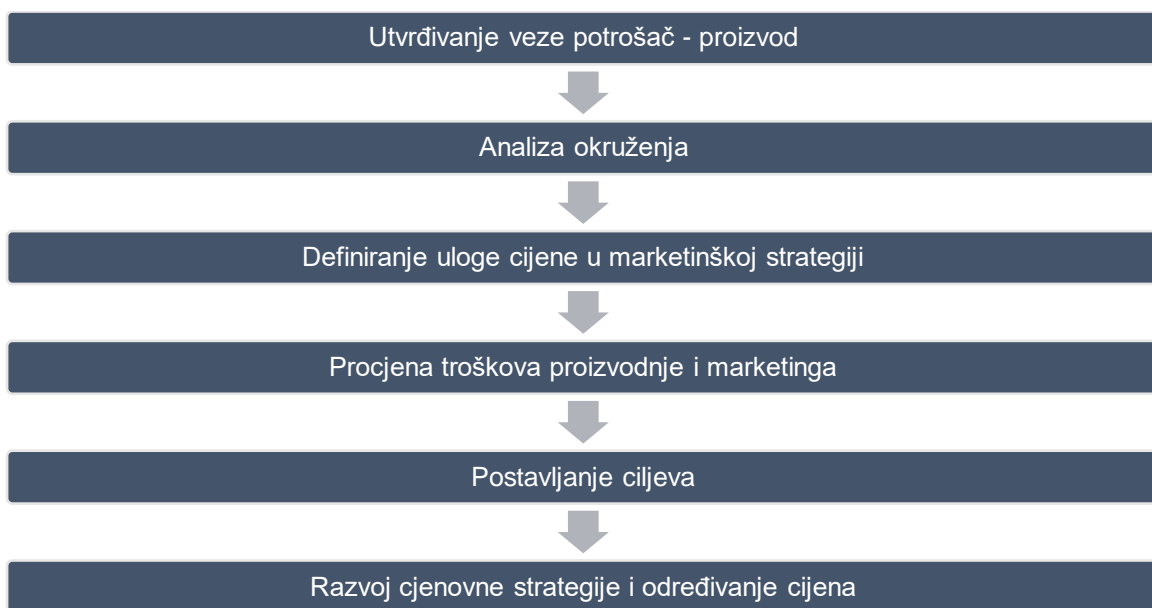 Utvrđivanje veze potrošač - proizvod
Analiza okruženja
Definiranje uloge cijene u marketinškoj strategiji
Procjena troškova proizvodnje i marketinga
Postavljanje ciljeva
Razvoj cjenovne strategije i određivanje cijena